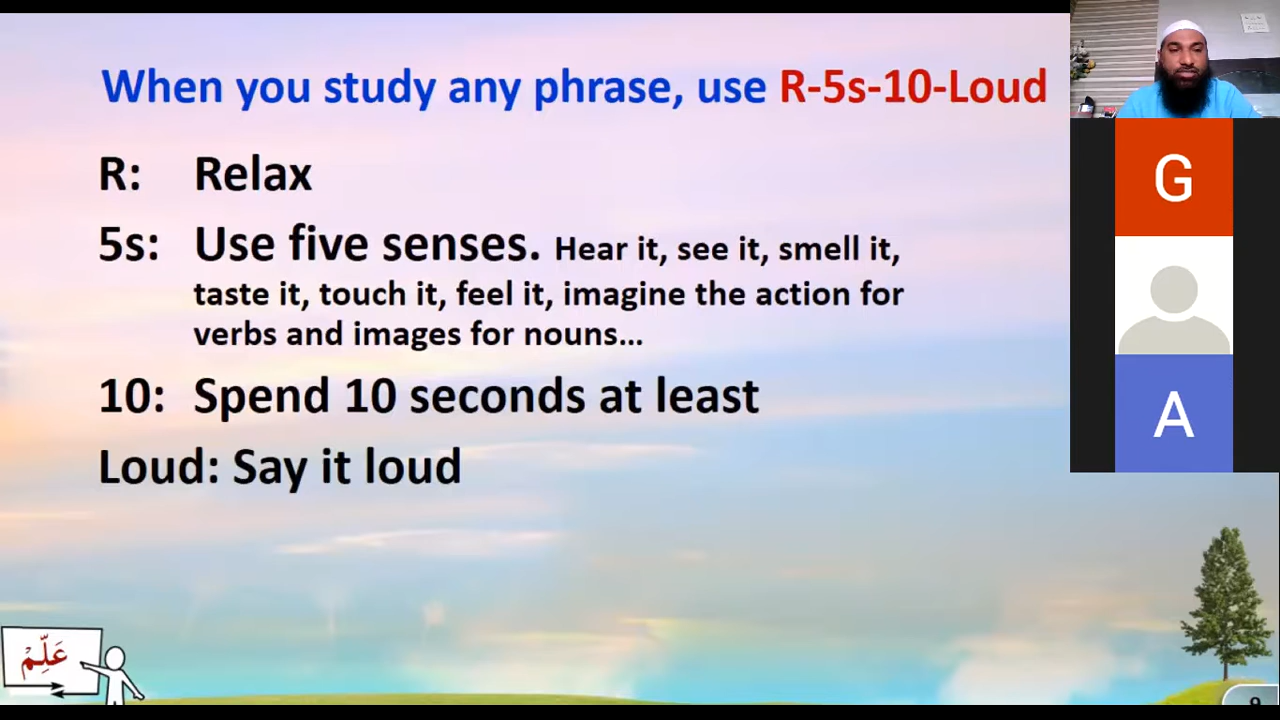 When you study any phrase, use R-5s-10-Loud
R: Relax
5s: Use five senses. Hear it, see it, smell it,
taste it, touch it, feel it, imagine the action for
verbs and images for nouns...
10: Spend 10 seconds at least
Loud: Say it loud
عَلِّمْ
G
A
9